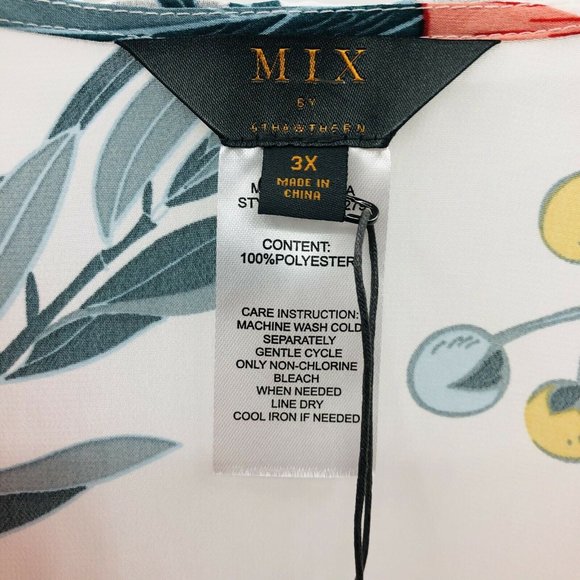 MIX
BY
41HAWTHORN
3X
MADE IN
CHINA
CONTENT:
100%POLYESTER
CARE INSTRUCTION:
MACHINE WASH COLD
SEPARATELY
GENTLE CYCLE
ONLY NON-CHLORINE
BLEACH
WHEN NEEDED
LINE DRY
COOL IRON IF NEEDED